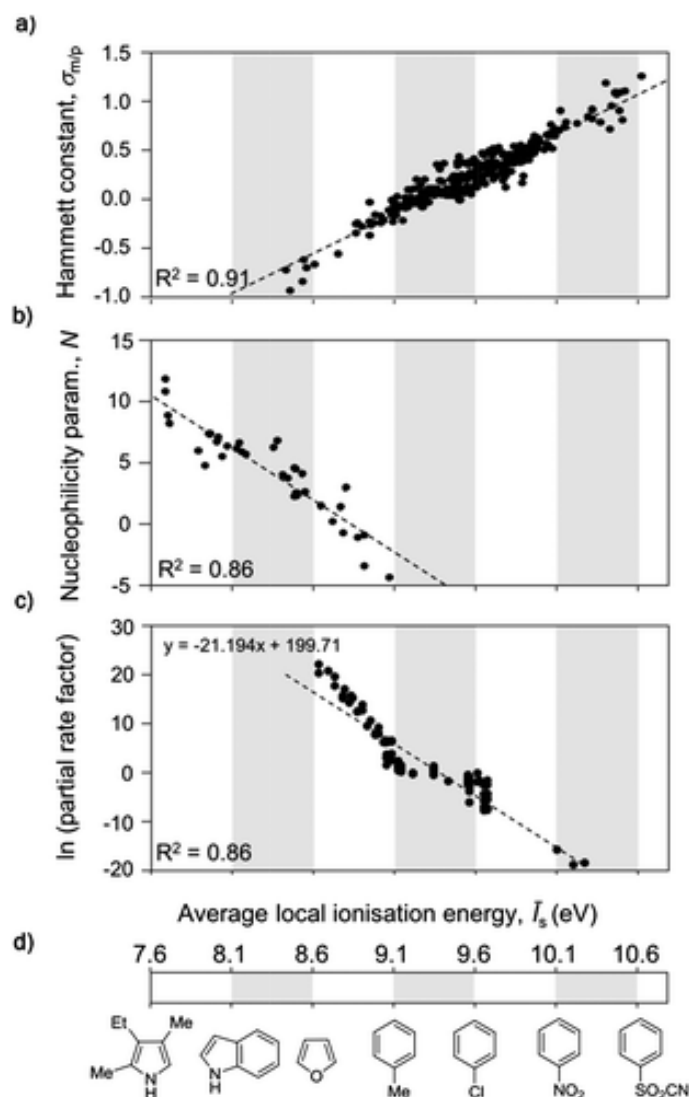 a)
Hammett constant, σm/p
1.5
1.0
0.5
0.0
-0.5
-1.0
R² = 0.91
b)
Nucleophilicity param., N
15
10
5
0
-5
R² = 0.86
c)
ln (partial rate factor)
30
20
10
0
-10
-20
y = -21.194x + 199.71
R² = 0.86
Average local ionisation energy, Īs (eV)
d)
7.6 8.1 8.6 9.1 9.6 10.1 10.6
Et
Me
Me
N
H
N
H
O
Me
Cl
NO₂
SO₂CN